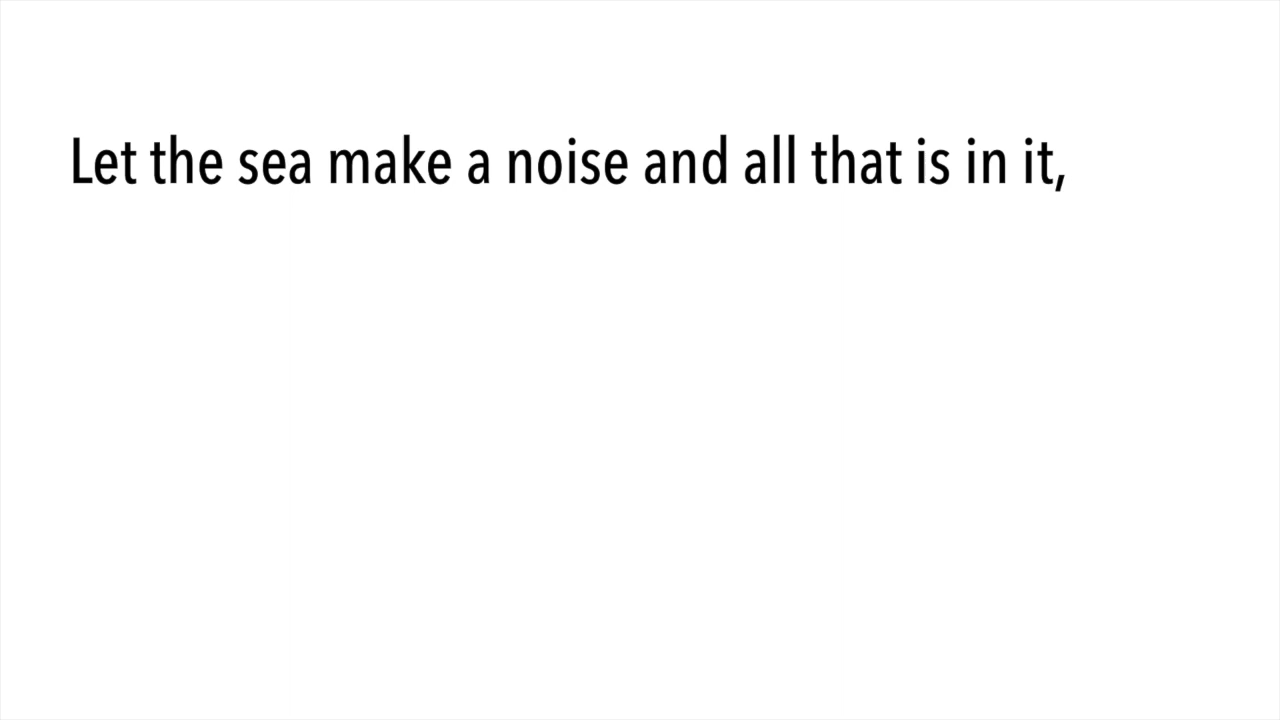 Let the sea make a noise and all that is in it,